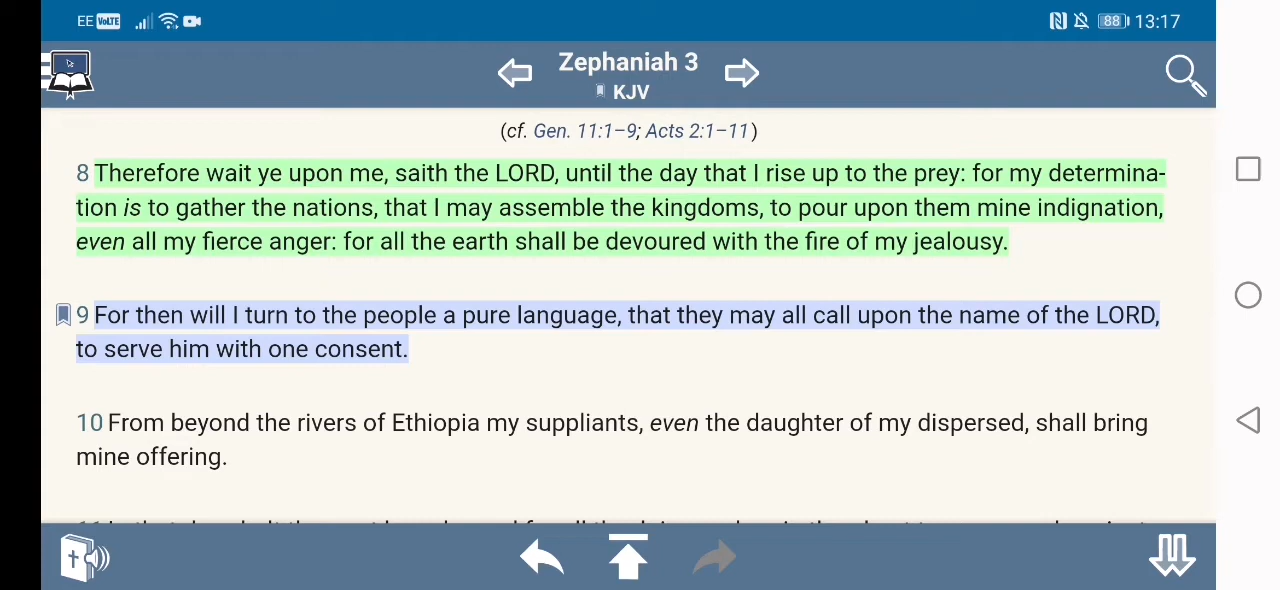 EE VoLTE 88 13:17
Zephaniah 3
KJV
(cf. Gen. 11:1–9; Acts 2:1–11)
8 Therefore wait ye upon me, saith the LORD, until the day that I rise up to the prey: for my determina-
tion is to gather the nations, that I may assemble the kingdoms, to pour upon them mine indignation,
even all my fierce anger: for all the earth shall be devoured with the fire of my jealousy.
9 For then will I turn to the people a pure language, that they may all call upon the name of the LORD,
to serve him with one consent.
10 From beyond the rivers of Ethiopia my suppliants, even the daughter of my dispersed, shall bring
mine offering.